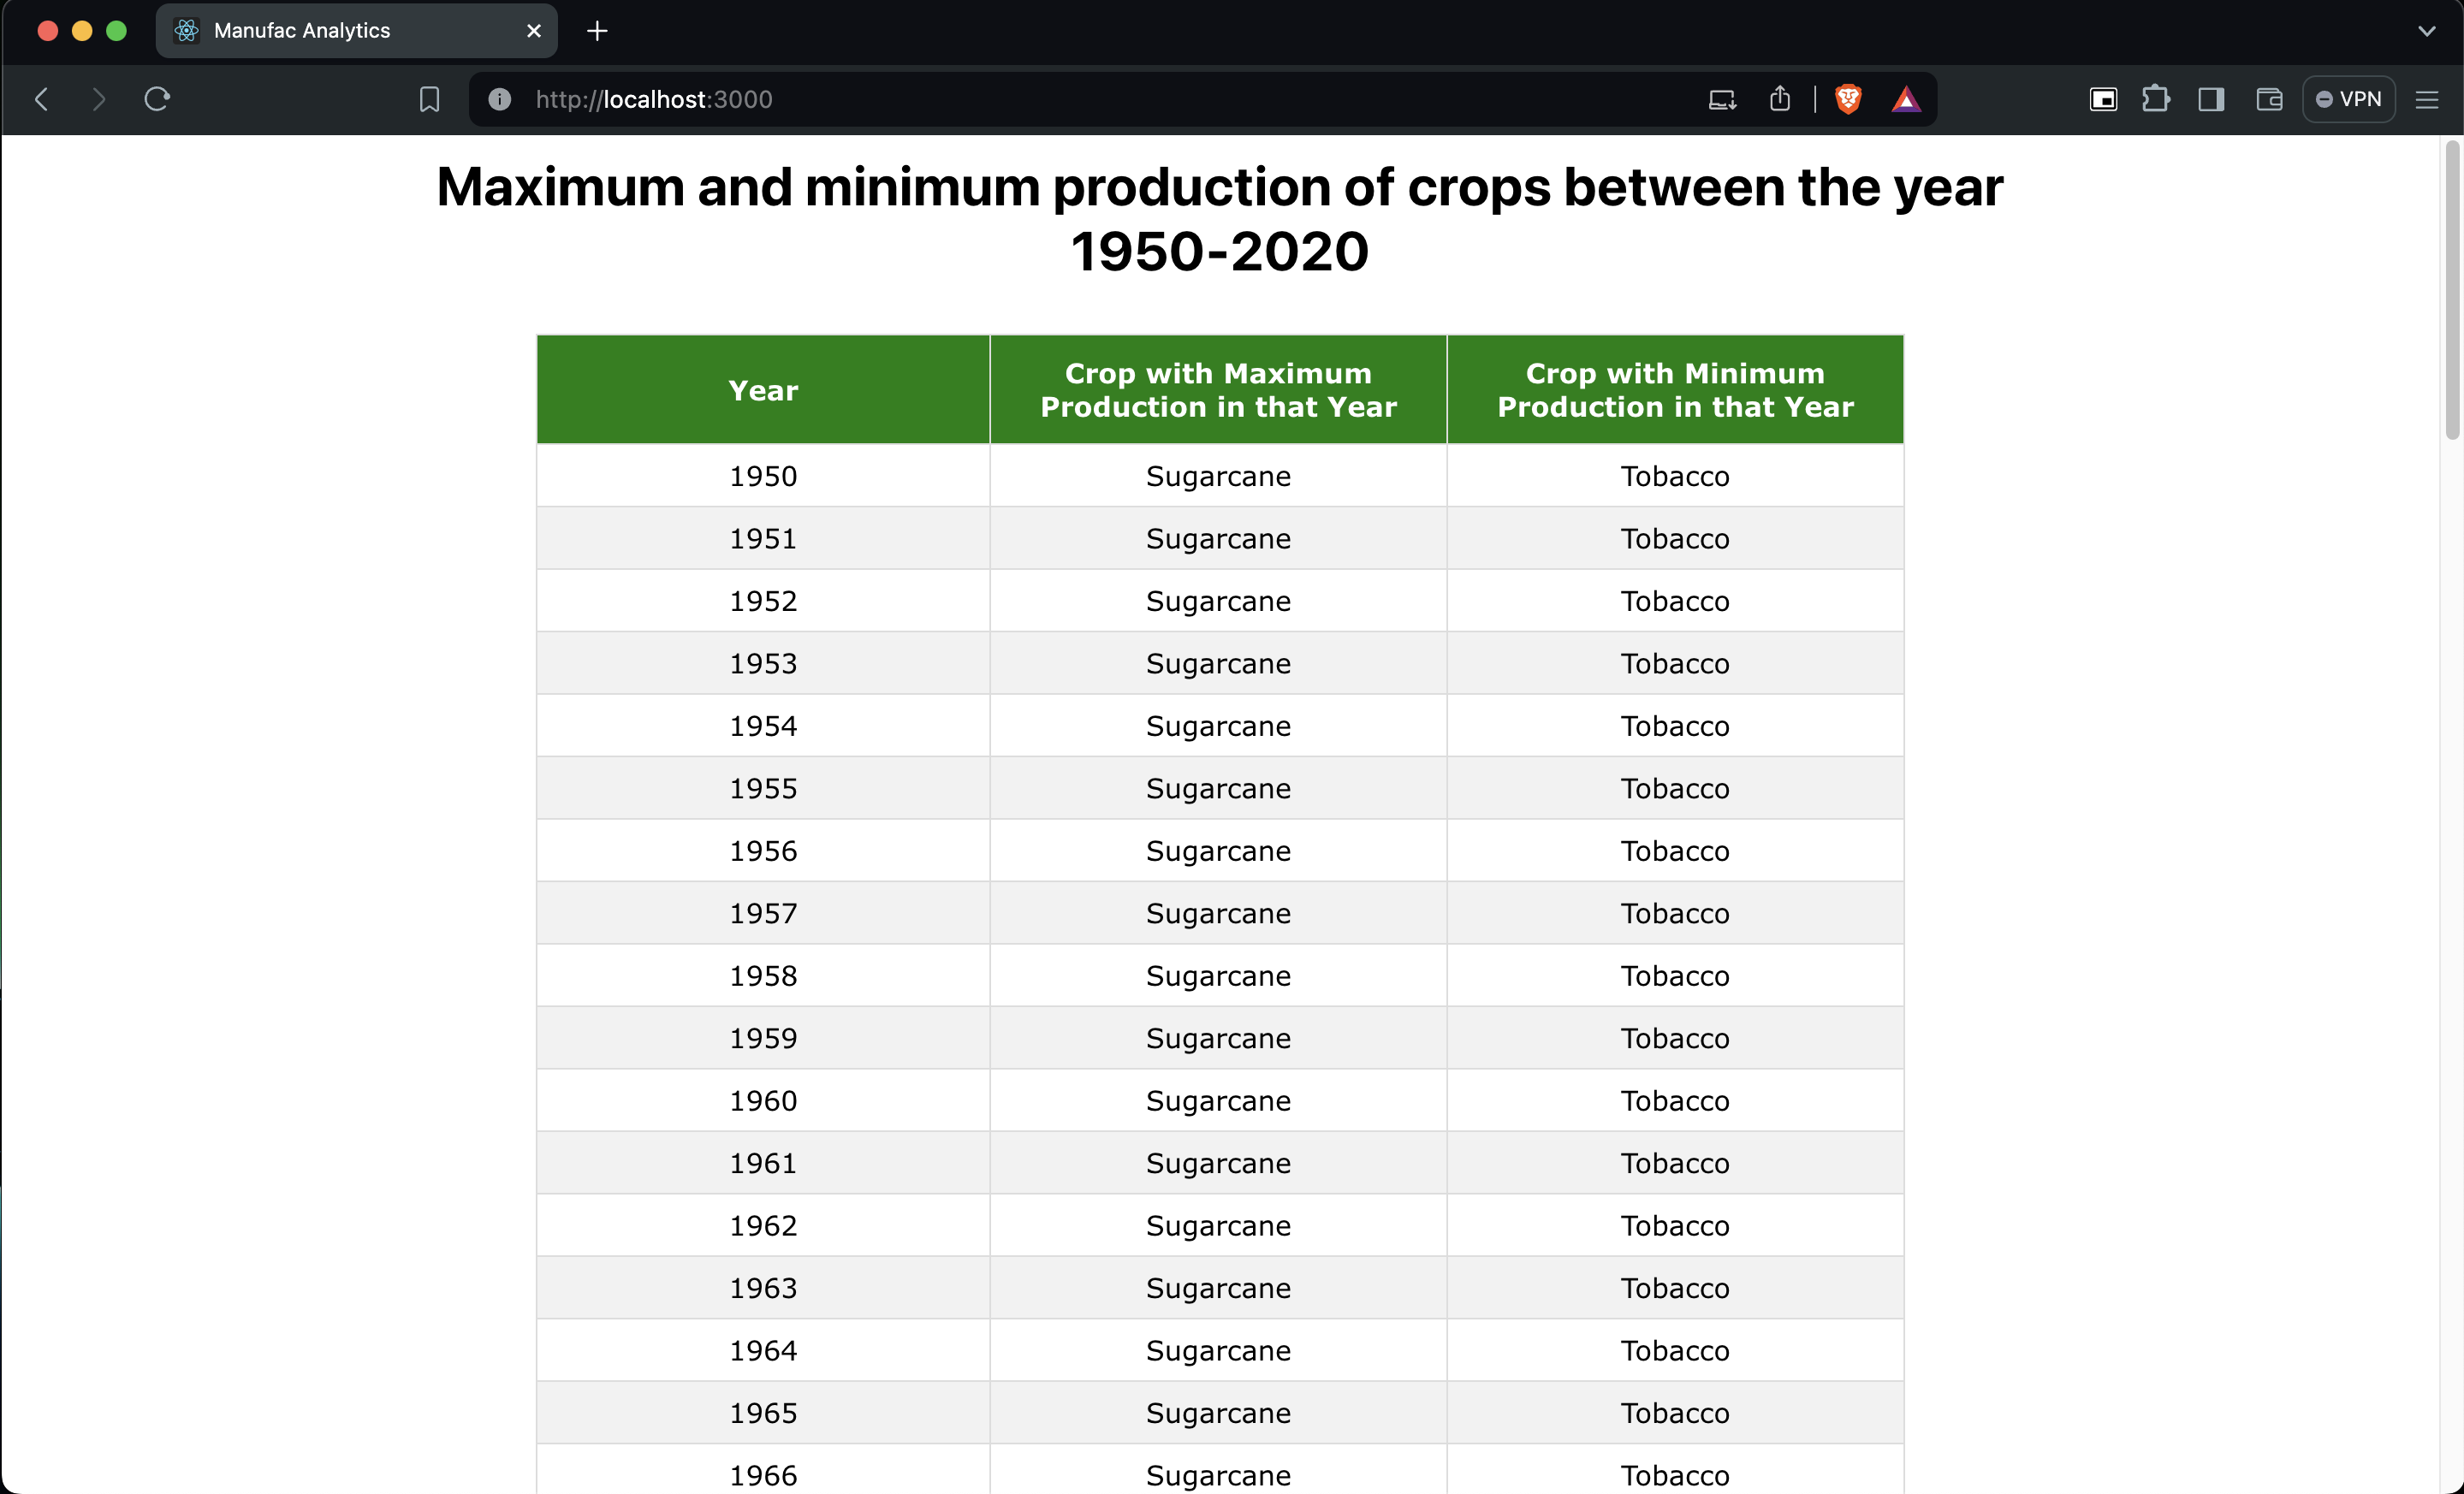 Manufac Analytics
http://localhost:3000
VPN
Maximum and minimum production of crops between the year
1950-2020
Year
Crop with Maximum
Production in that Year
Crop with Minimum
Production in that Year
1950 Sugarcane Tobacco
1951 Sugarcane Tobacco
1952 Sugarcane Tobacco
1953 Sugarcane Tobacco
1954 Sugarcane Tobacco
1955 Sugarcane Tobacco
1956 Sugarcane Tobacco
1957 Sugarcane Tobacco
1958 Sugarcane Tobacco
1959 Sugarcane Tobacco
1960 Sugarcane Tobacco
1961 Sugarcane Tobacco
1962 Sugarcane Tobacco
1963 Sugarcane Tobacco
1964 Sugarcane Tobacco
1965 Sugarcane Tobacco
1966 Sugarcane Tobacco